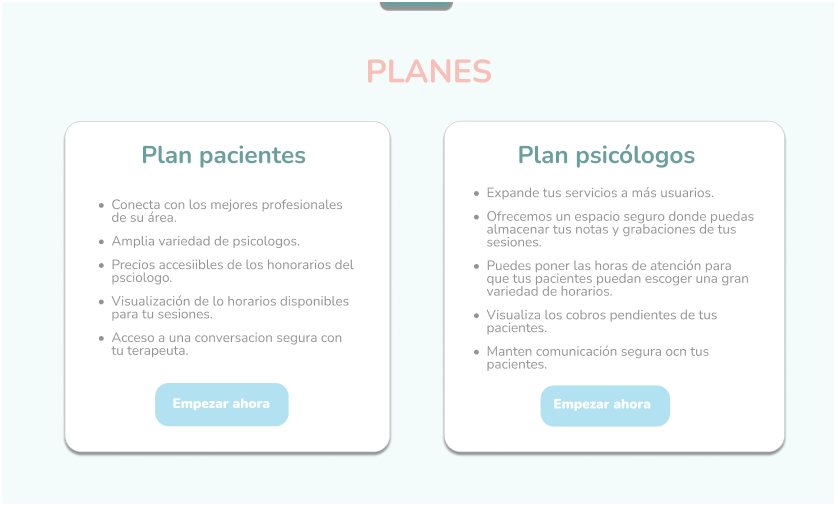 PLANES
Plan pacientes
• Conecta con los mejores profesionales
de su área.
• Amplia variedad de psicologos.
• Precios accesiibles de los honorarios del
psciologo.
• Visualización de lo horarios disponibles
para tu sesiones.
• Acceso a una conversacion segura con
tu terapeuta.
Empezar ahora
Plan psicólogos
• Expande tus servicios a más usuarios.
• Ofrecemos un espacio seguro donde puedas
almacenar tus notas y grabaciones de tus
sesiones.
• Puedes poner las horas de atención para
que tus pacientes puedan escoger una gran
variedad de horarios.
• Visualiza los cobros pendientes de tus
pacientes.
• Manten comunicación segura ocn tus
pacientes.
Empezar ahora